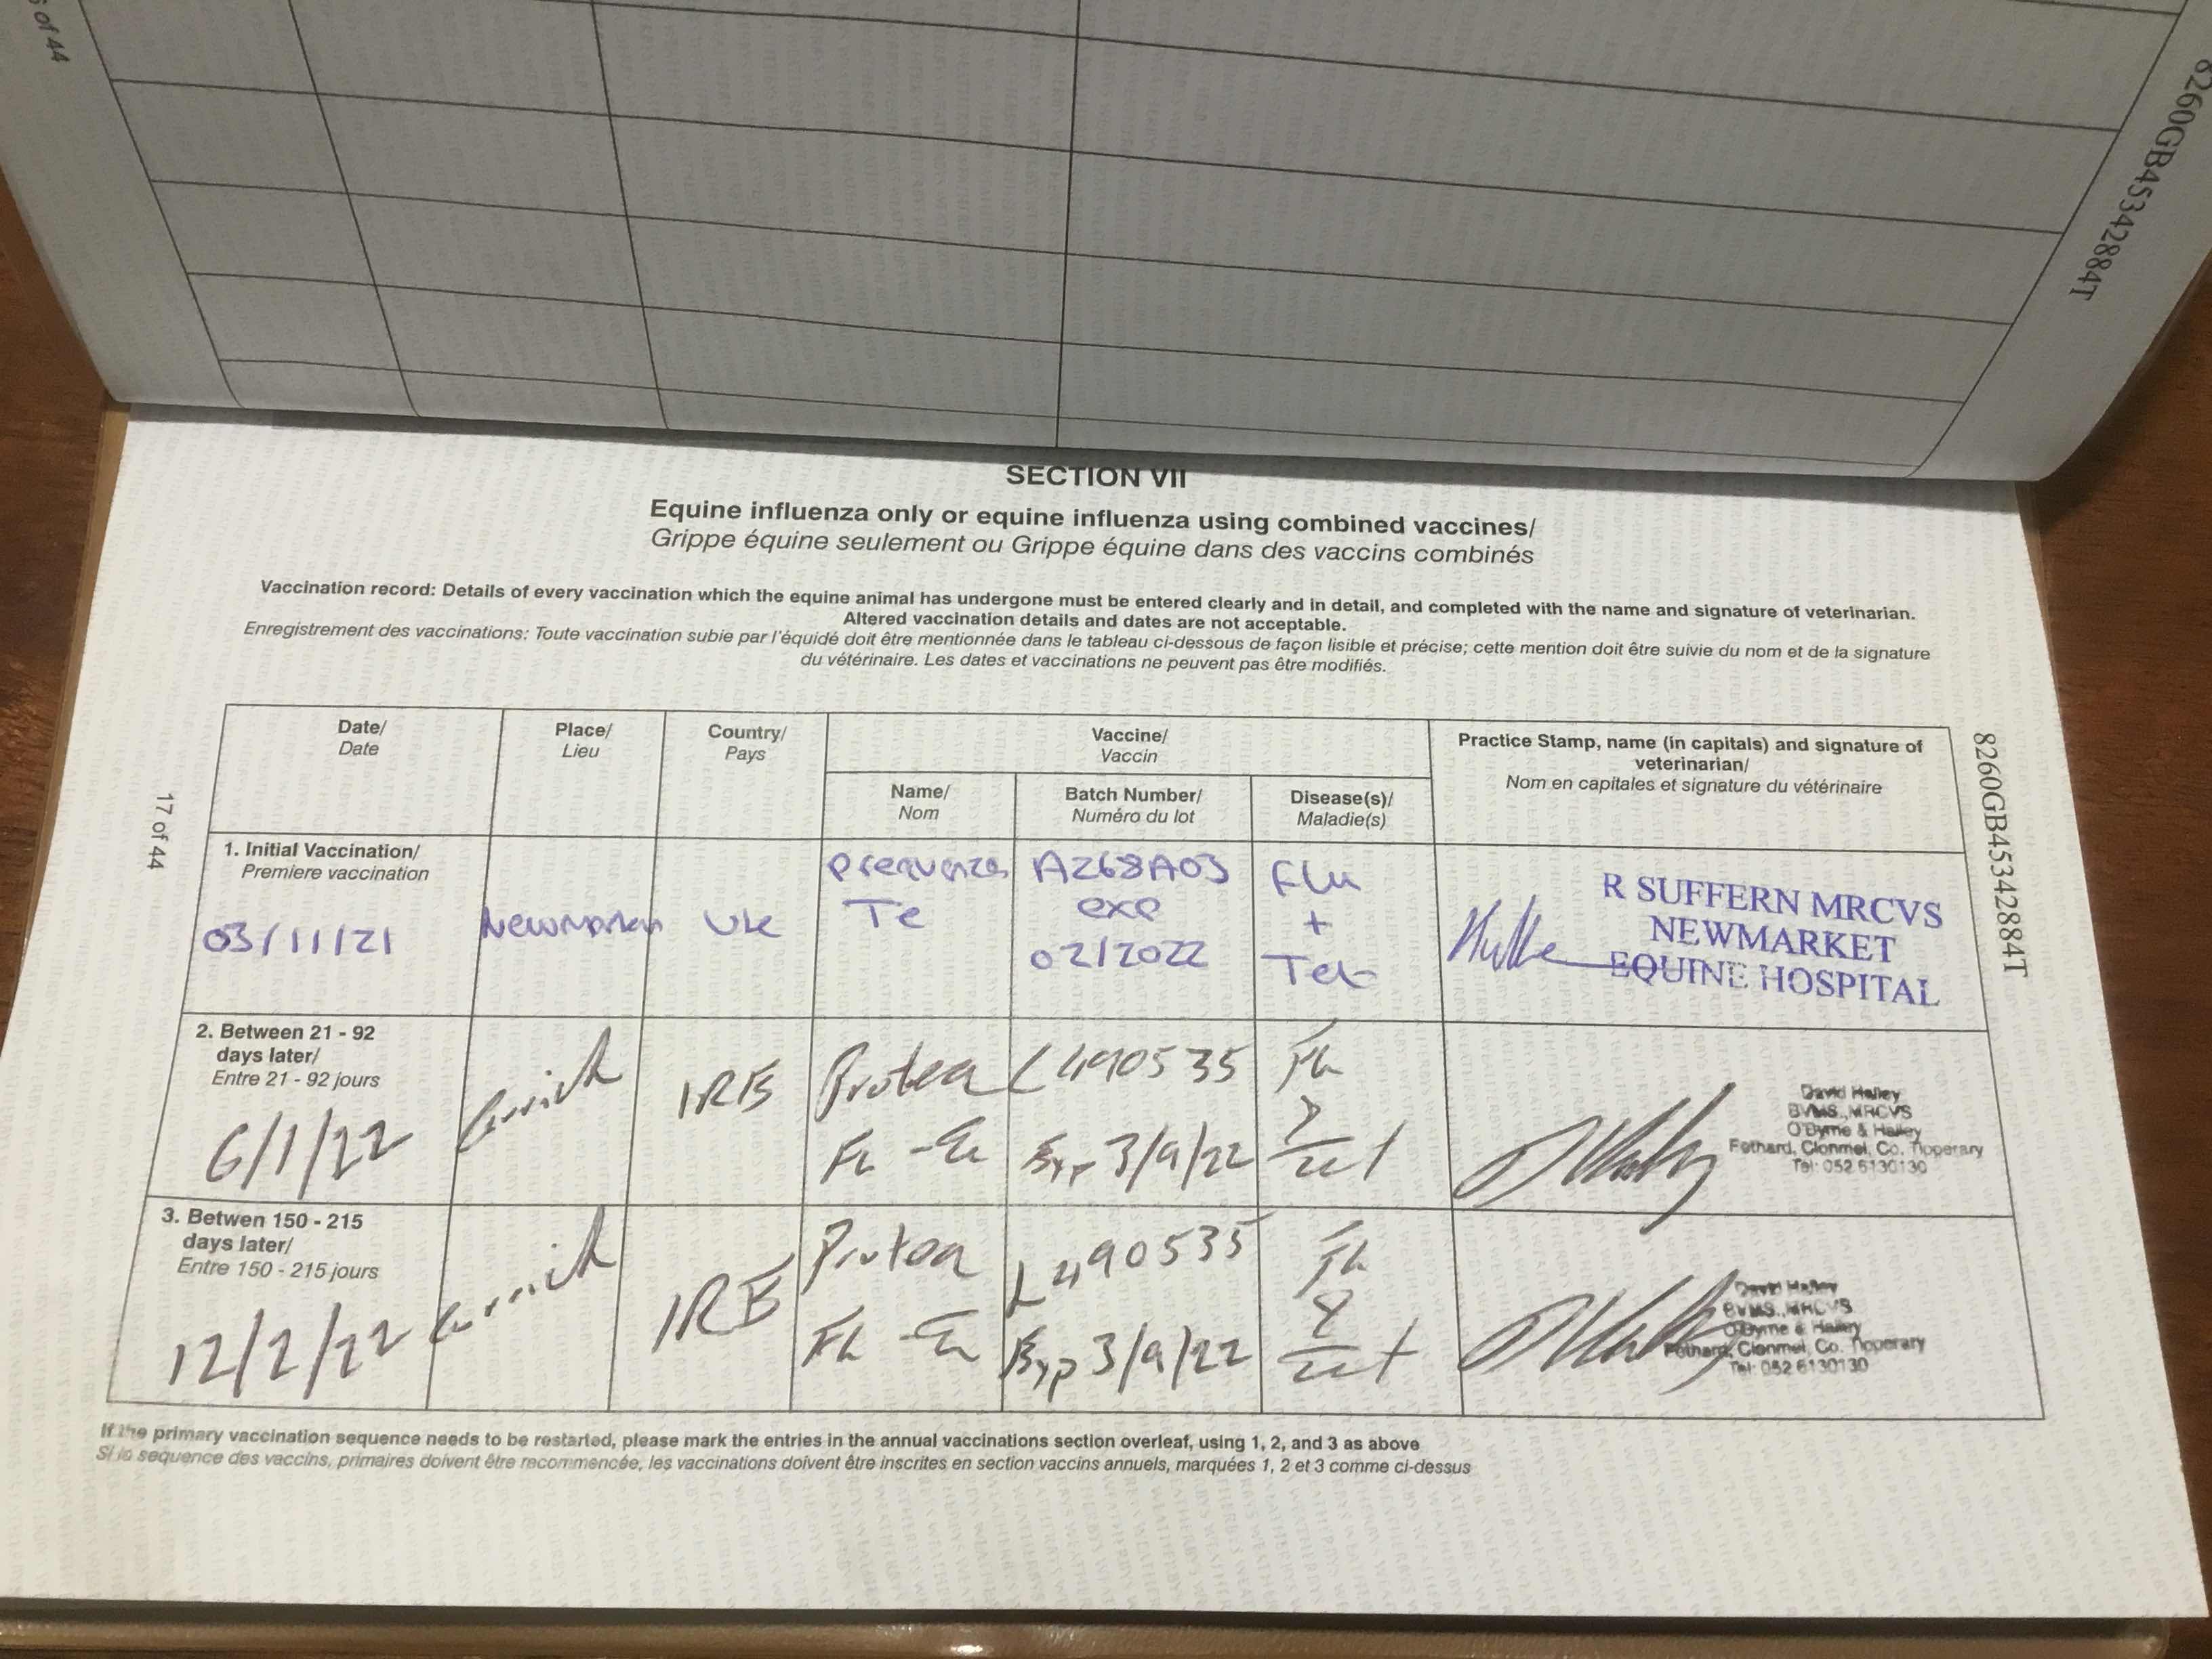 of 44
8260GB45342884T
SECTION VII
Equine influenza only or equine influenza using combined vaccines/
Grippe équine seulement ou Grippe équine dans des vaccins combinés
Vaccination record: Details of every vaccination which the equine animal has undergone must be entered clearly and in detail, and completed with the name and signature of veterinarian.
Altered vaccination details and dates are not acceptable.
Enregistrement des vaccinations: Toute vaccination subie par l'équidé doit être mentionnée dans le tableau ci-dessous de façon lisible et précise; cette mention doit être suivie du nom et de la signature
du vétérinaire. Les dates et vaccinations ne peuvent pas être modifiés.
Date/
Date
Place/
Lieu
Country/
Pays
Vaccine/
Vaccin
Name/
Nom
Batch Number/
Numéro du lot
Disease(s)/
Maladie(s)
Practice Stamp, name (in capitals) and signature of
veterinarian/
Nom en capitales et signature du vétérinaire
17 of 44
8260GB45342884T
1. Initial Vaccination/
Premiere vaccination
03/11/21
Newmarket
UK
Prequenza
Te
A268A03
exp
02/2022
Flu
+
Tet
R SUFFERN MRCVS
NEWMARKET
EQUINE HOSPITAL
2. Between 21 - 92
days later/
Entre 21 - 92 jours
6/1/22
IRE
Protea
L490535
Exp 3/9/22
Tet
David Halley
BVMS., MRCVS
O'Byrne & Halley
Fethard, Clonmel, Co. Tipperary
Tel: 052 6130130
3. Betwen 150 - 215
days later/
Entre 150 - 215 jours
12/2/22
IRE
Protea
L490535
Exp 3/9/22
Tet
David Halley
BVMS., MRCVS
O'Byrne & Halley
Fethard, Clonmel, Co. Tipperary
Tel: 052 6130130
If the primary vaccination sequence needs to be restarted, please mark the entries in the annual vaccinations section overleaf, using 1, 2, and 3 as above
Si la sequence des vaccins, primaires doivent être recommencée, les vaccinations doivent être inscrites en section vaccins annuels, marquées 1, 2 et 3 comme ci-dessus